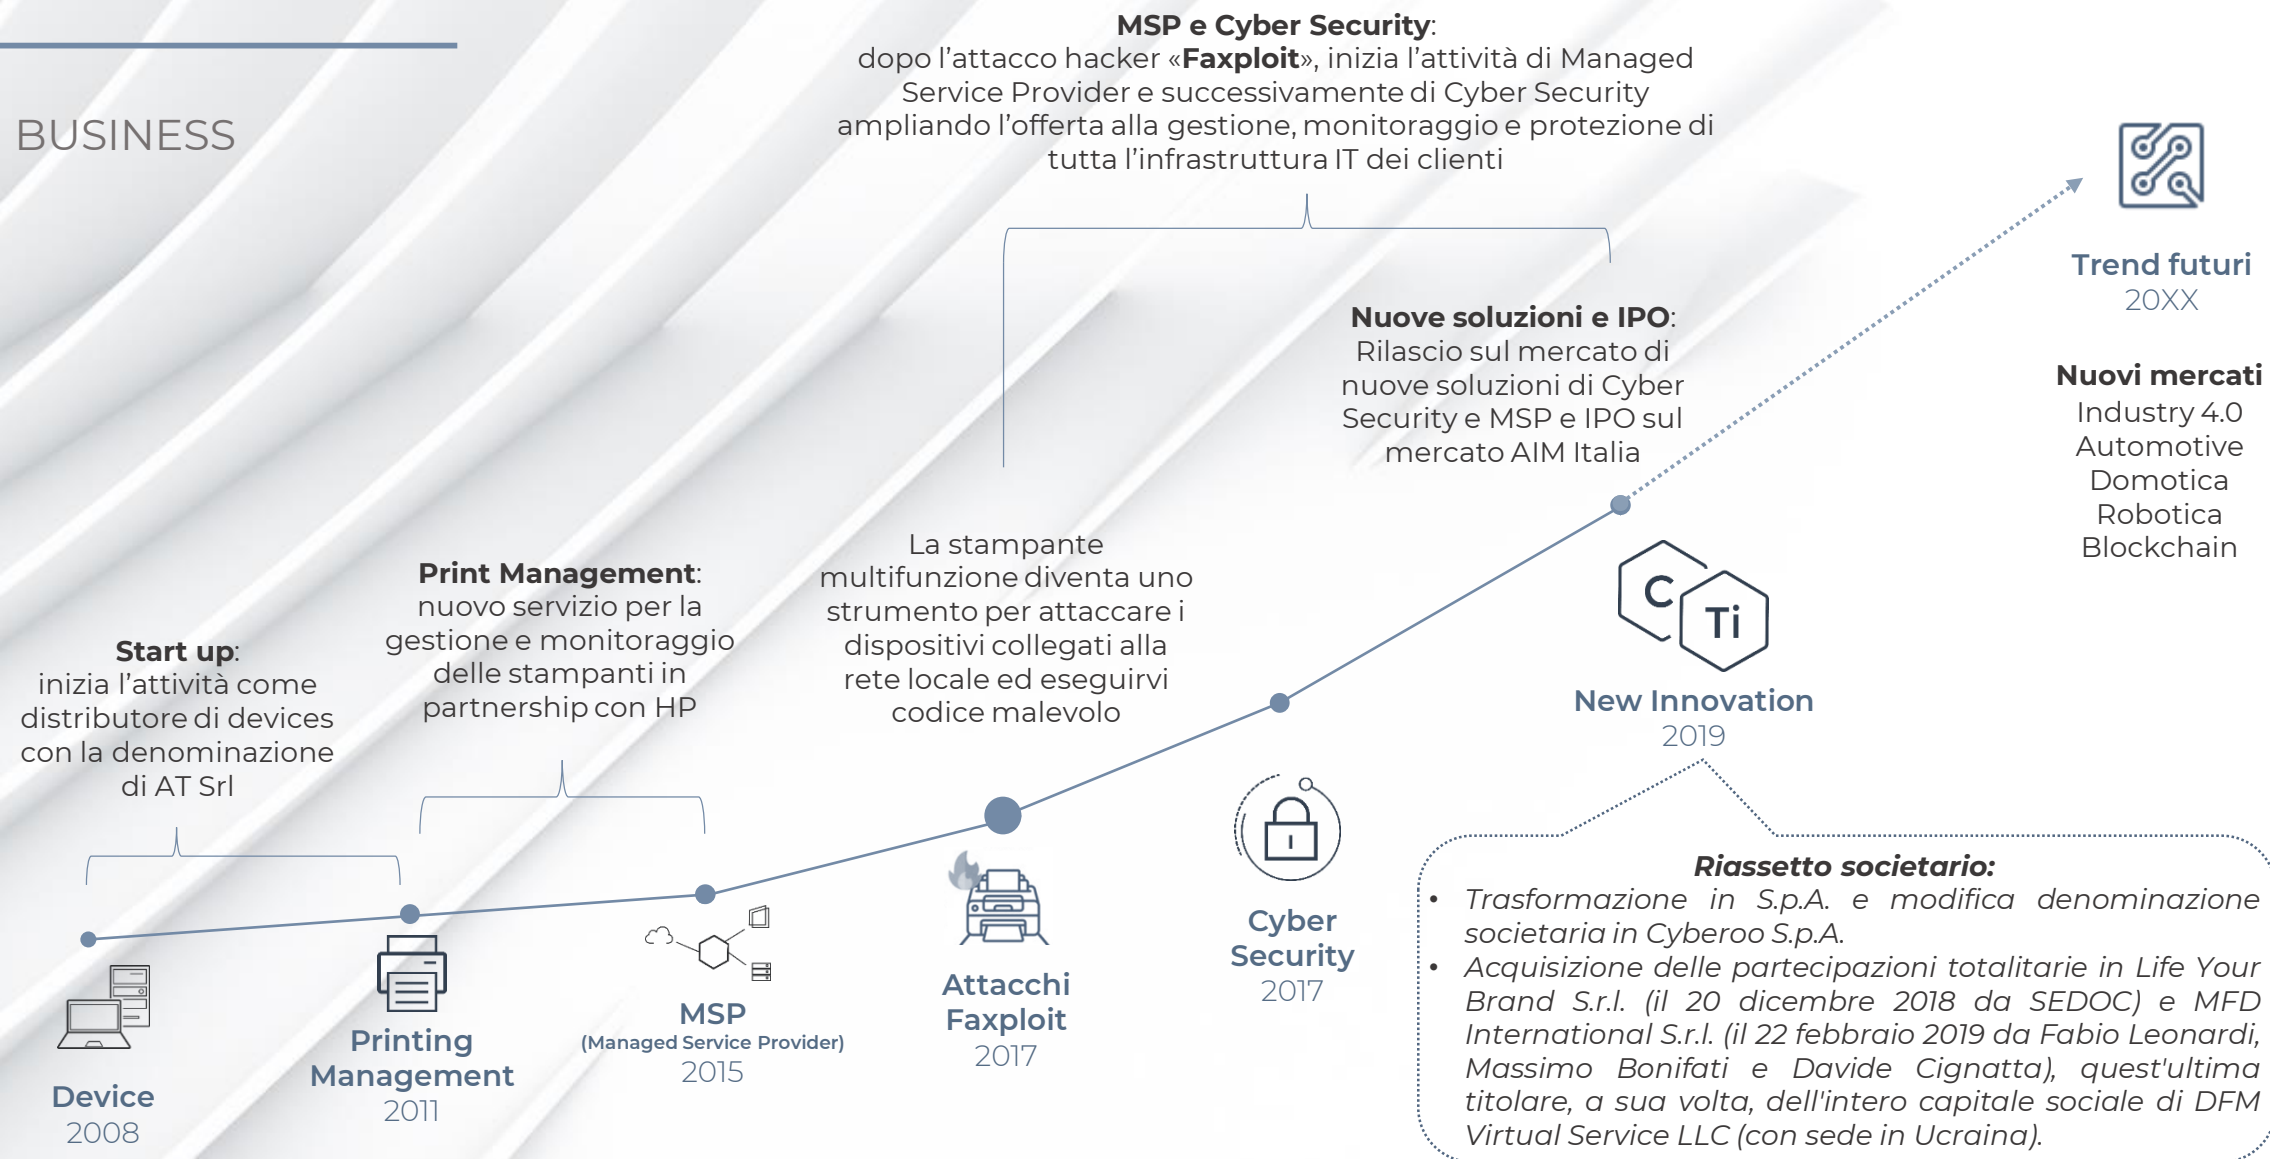 BUSINESS
MSP e Cyber Security:
dopo l’attacco hacker «Faxploit», inizia l’attività di Managed
Service Provider e successivamente di Cyber Security
ampliando l’offerta alla gestione, monitoraggio e protezione di
tutta l’infrastruttura IT dei clienti
Start up:
inizia l’attività come
distributore di devices
con la denominazione
di AT Srl
Print Management:
nuovo servizio per la
gestione e monitoraggio
delle stampanti in
partnership con HP
La stampante
multifunzione diventa uno
strumento per attaccare i
dispositivi collegati alla
rete locale ed eseguirvi
codice malevolo
Nuove soluzioni e IPO:
Rilascio sul mercato di
nuove soluzioni di Cyber
Security e MSP e IPO sul
mercato AIM Italia
Trend futuri
20XX
Nuovi mercati
Industry 4.0
Automotive
Domotica
Robotica
Blockchain
Device
2008
Printing
Management
2011
MSP
(Managed Service Provider)
2015
Attacchi
Faxploit
2017
Cyber
Security
2017
C
Ti
New Innovation
2019
Riassetto societario:
• Trasformazione in S.p.A. e modifica denominazione
societaria in Cyberoo S.p.A.
• Acquisizione delle partecipazioni totalitarie in Life Your
Brand S.r.l. (il 20 dicembre 2018 da SEDOC) e MFD
International S.r.l. (il 22 febbraio 2019 da Fabio Leonardi,
Massimo Bonifati e Davide Cignatta), quest'ultima
titolare, a sua volta, dell'intero capitale sociale di DFM
Virtual Service LLC (con sede in Ucraina).